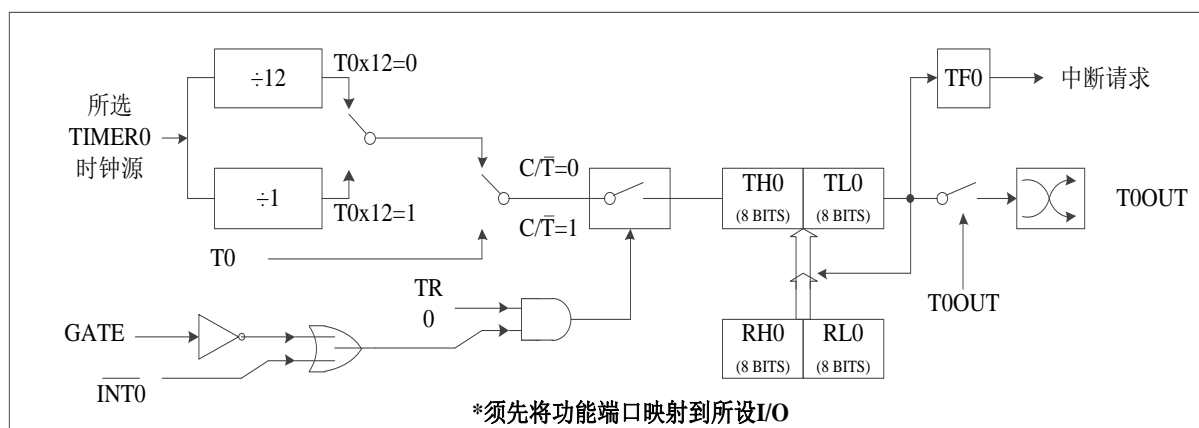 所选
TIMER0
时钟源
÷12
÷1
T0x12=0
T0x12=1
T0
C/T̅=0
C/T̅=1
GATE
I̅N̅T̅0̅
TR
0
TH0
(8 BITS)
TL0
(8 BITS)
RH0
(8 BITS)
RL0
(8 BITS)
TF0
中断请求
T0OUT
T0OUT
*须先将功能端口映射到所设I/O